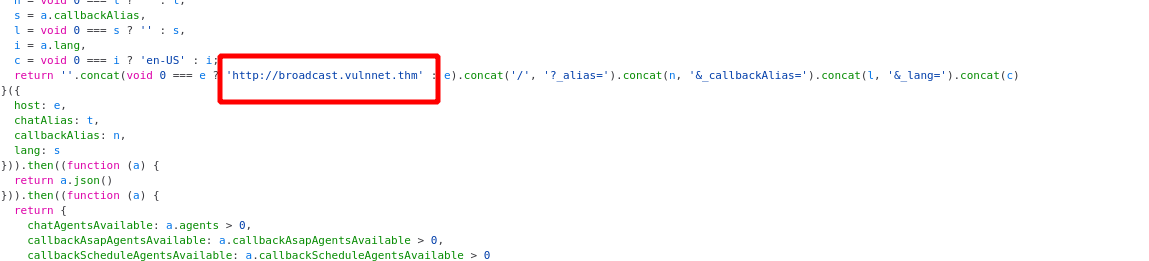 s = a.callbackAlias,
l = void 0 === s ? '' : s,
i = a.lang,
c = void 0 === i ? 'en-US' : i;
return ''.concat(void 0 === e ? 'http://broadcast.vulnnet.thm' : e).concat('/', '?_alias=').concat(n, '&_callbackAlias=').concat(l, '&_lang=').concat(c)
}({
host: e,
chatAlias: t,
callbackAlias: n,
lang: s
})).then((function (a) {
return a.json()
})).then((function (a) {
return {
chatAgentsAvailable: a.agents > 0,
callbackAsapAgentsAvailable: a.callbackAsapAgentsAvailable > 0,
callbackScheduleAgentsAvailable: a.callbackScheduleAgentsAvailable > 0